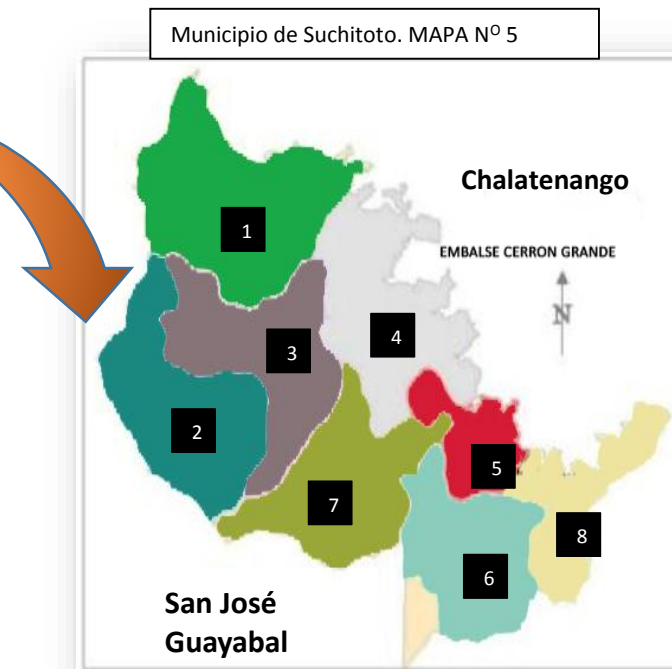 Municipio de Suchitoto. MAPA Nº 5
Chalatenango
1
EMBALSE CERRON GRANDE
N
4
3
2
5
7
8
6
San José
Guayabal